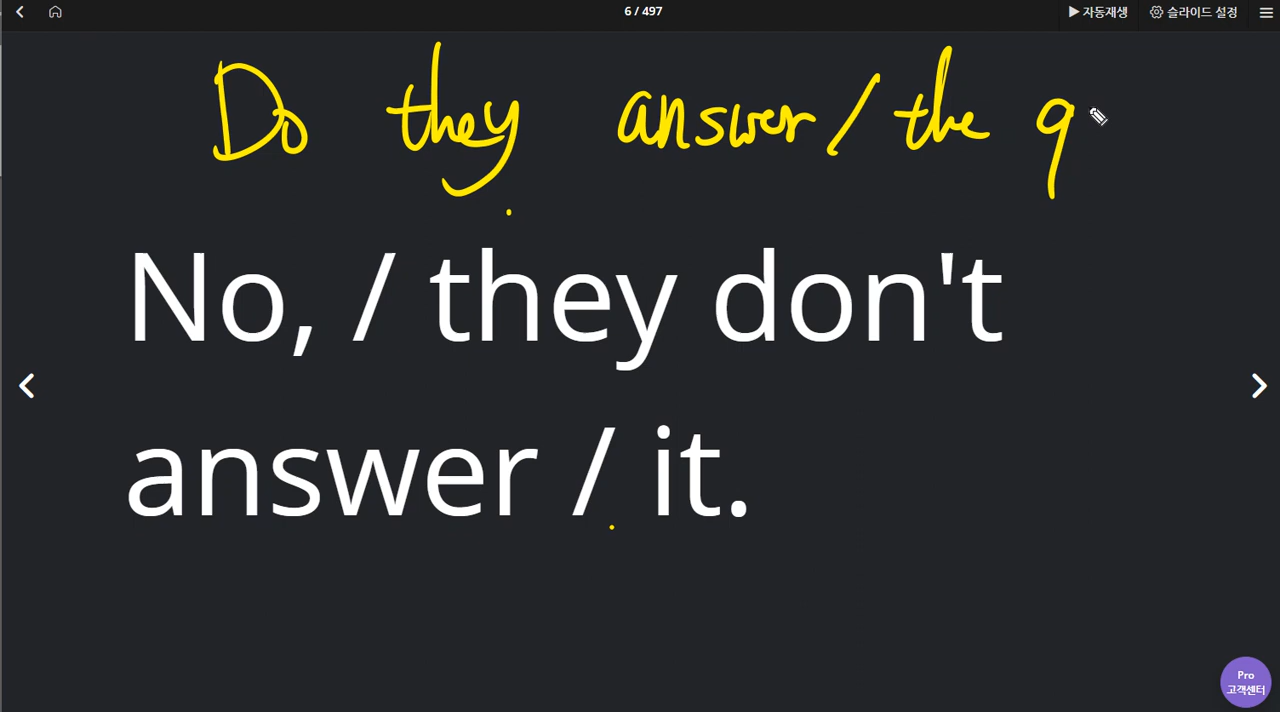 6 / 497
자동재생
슬라이드 설정
Do they answer / the q
No, / they don't
answer / it.
Pro
고객센터